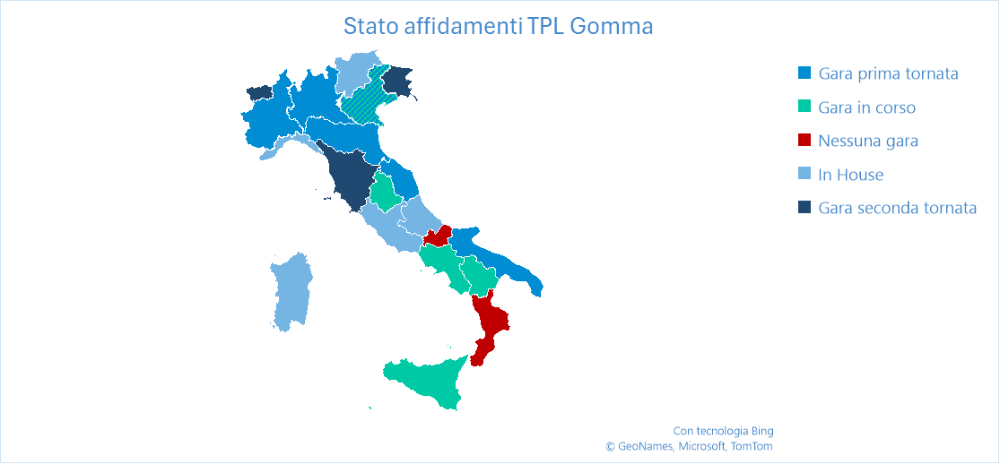 Stato affidamenti TPL Gomma
Gara prima tornata
Gara in corso
Nessuna gara
In House
Gara seconda tornata
Con tecnologia Bing
© GeoNames, Microsoft, TomTom